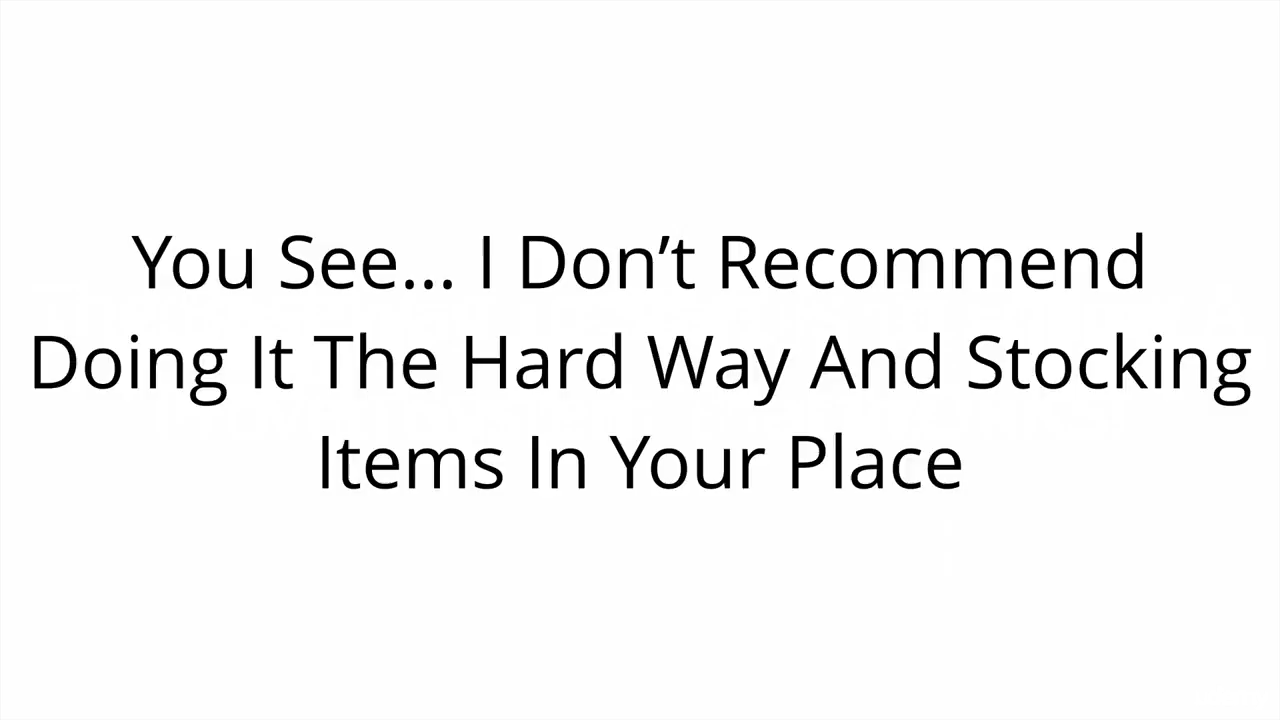 You See... I Don’t Recommend
Doing It The Hard Way And Stocking
Items In Your Place